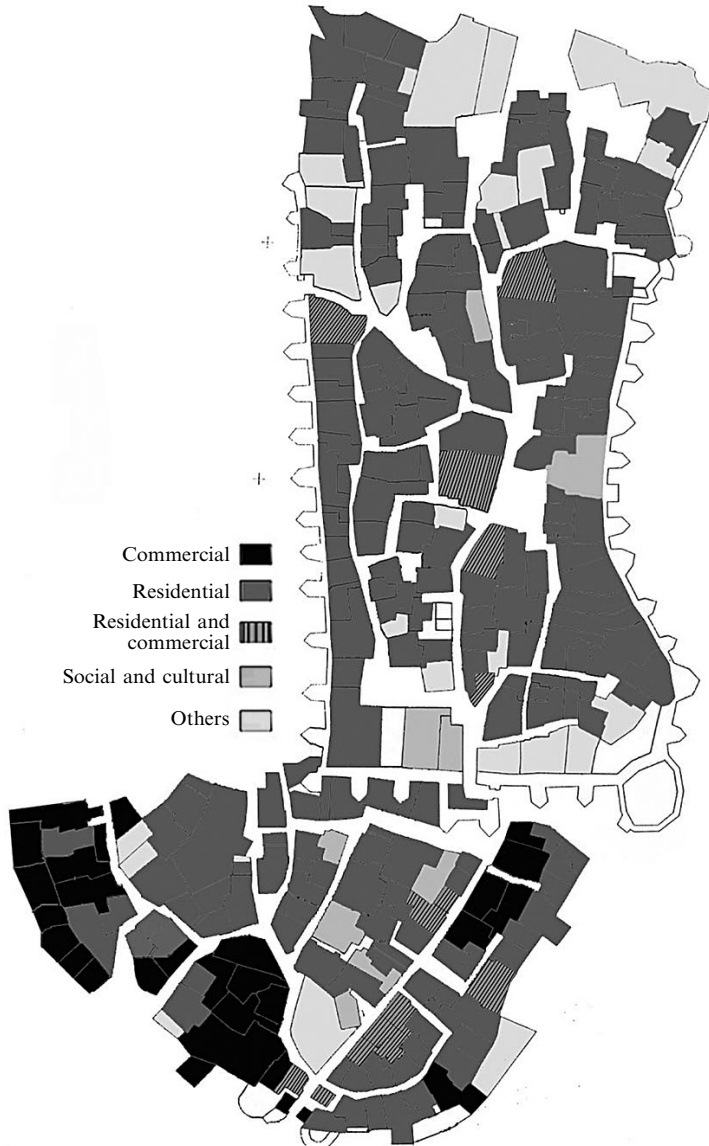 Commercial
Residential
Residential and
commercial
Social and cultural
Others